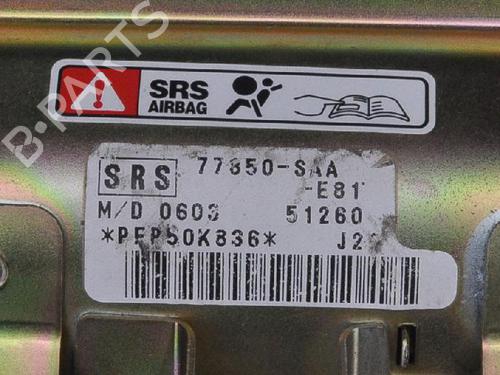 B-PARTS
SRS
AIRBAG
SRS 77850-SAA
-E81
M/D 0603 51260
*PFP50K836* J2